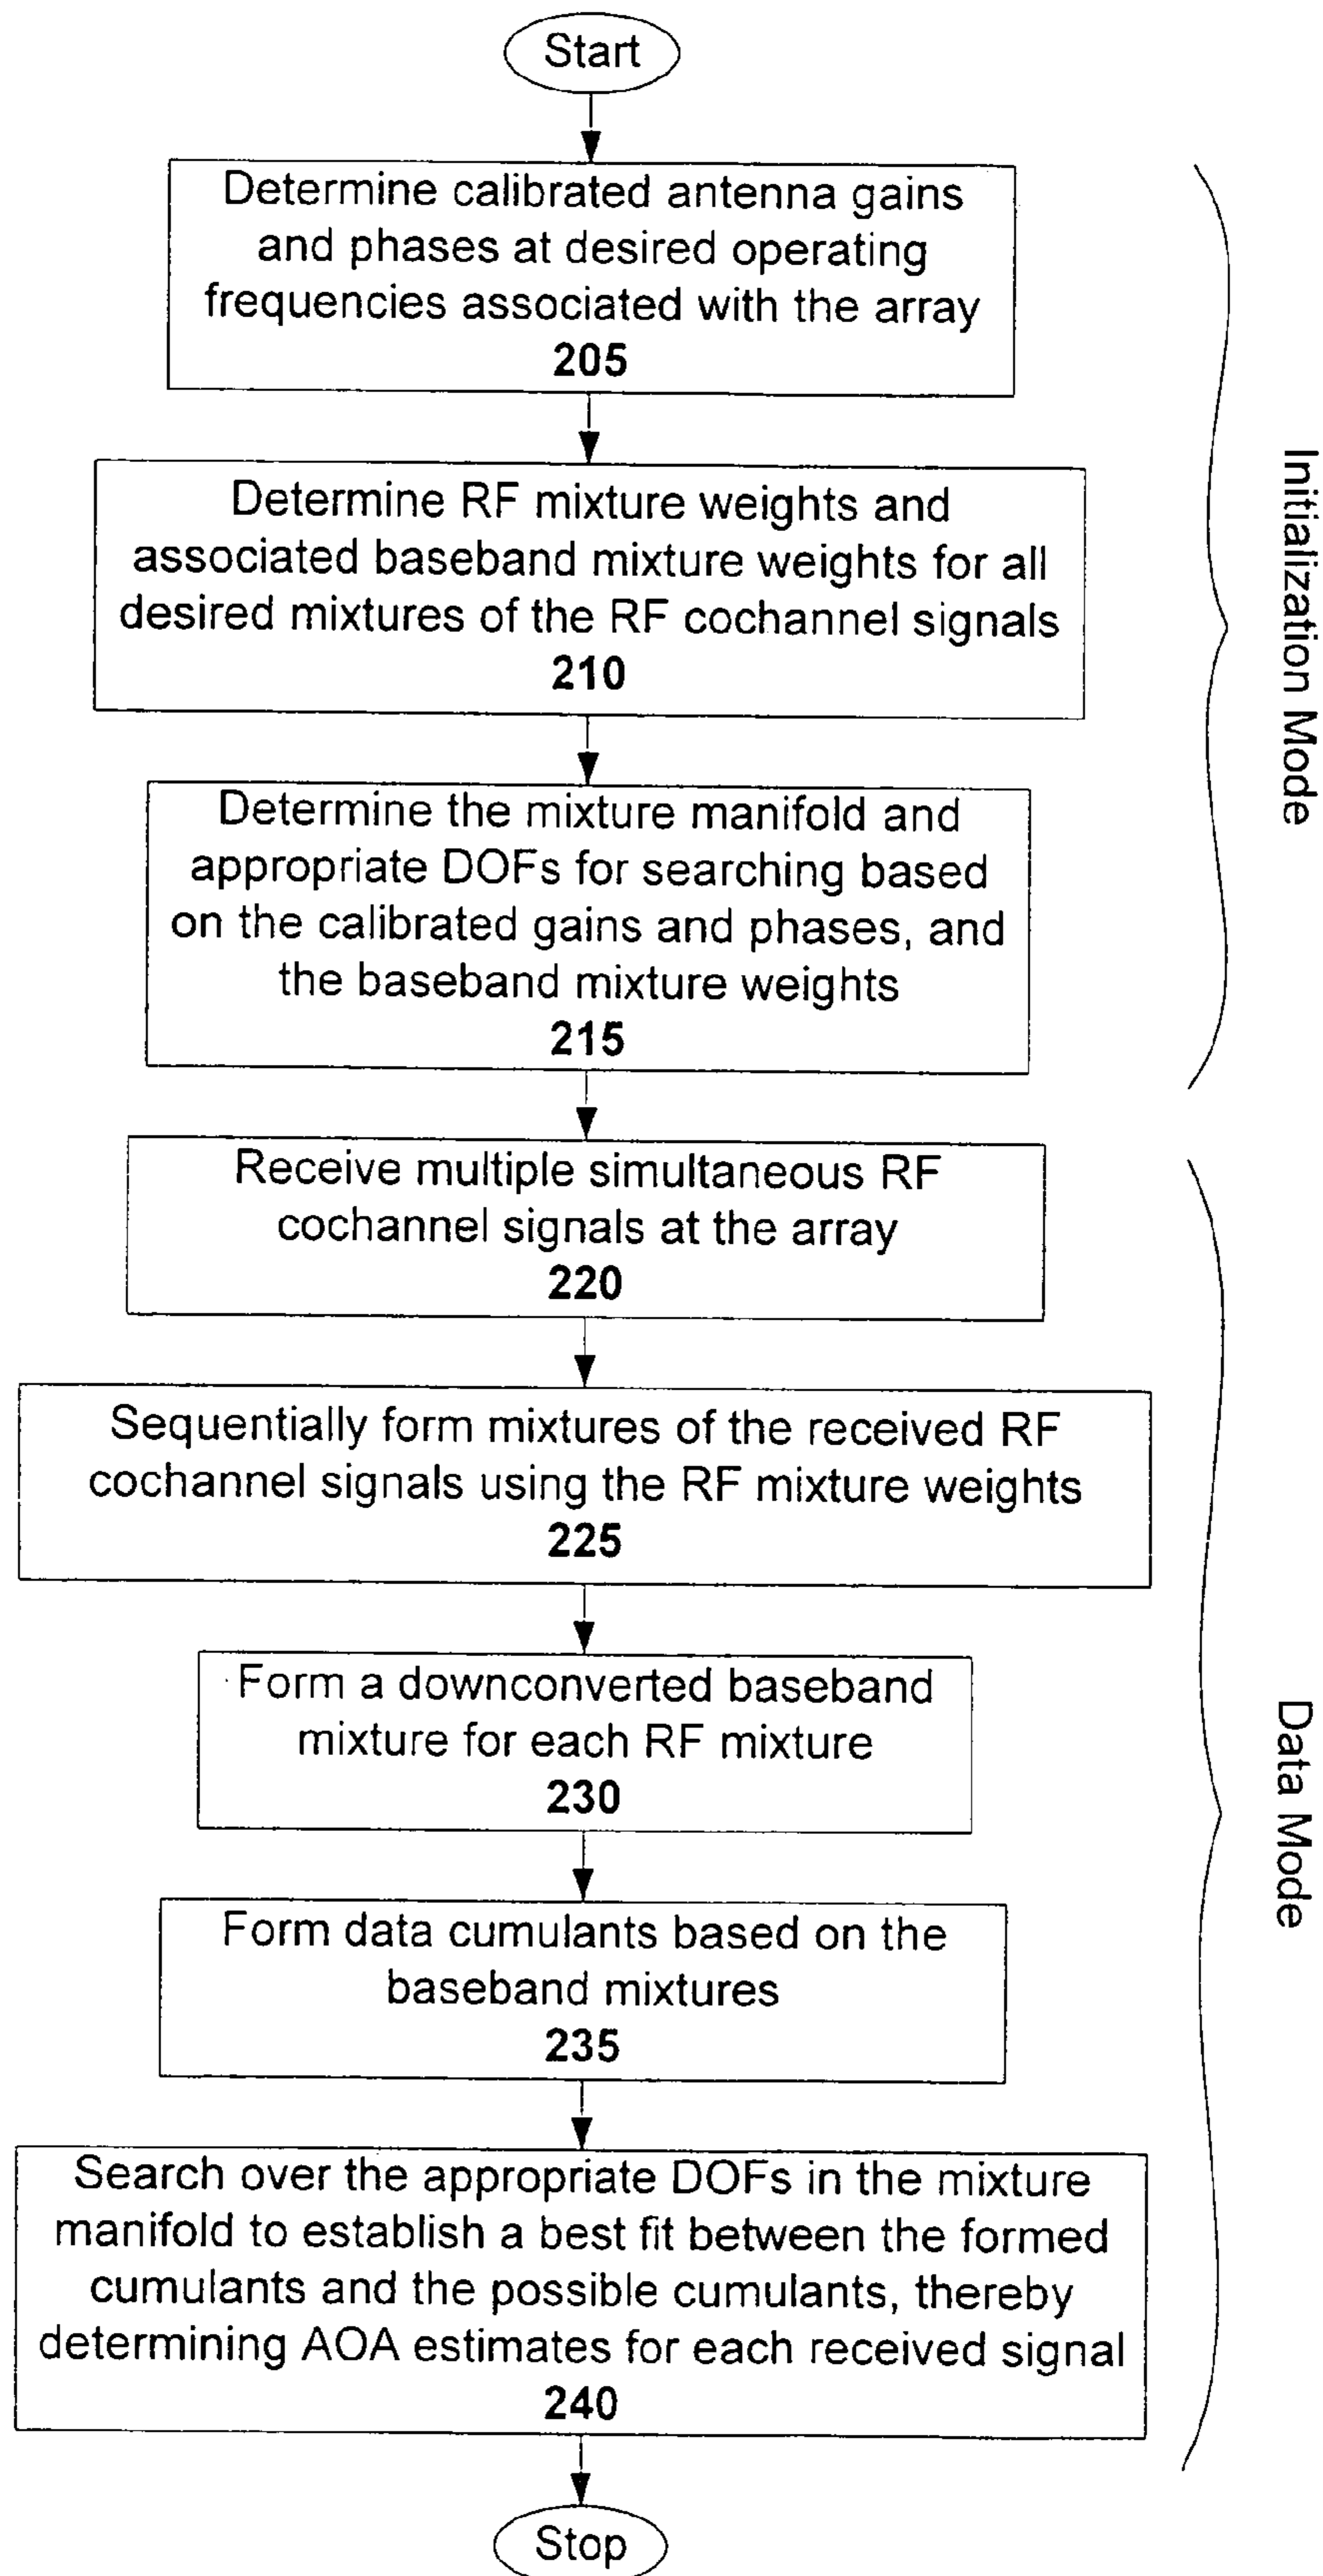 Start
Determine calibrated antenna gains
and phases at desired operating
frequencies associated with the array
205
Determine RF mixture weights and
associated baseband mixture weights for all
desired mixtures of the RF cochannel signals
210
Determine the mixture manifold and
appropriate DOFs for searching based
on the calibrated gains and phases, and
the baseband mixture weights
215
Initialization Mode
Receive multiple simultaneous RF
cochannel signals at the array
220
Sequentially form mixtures of the received RF
cochannel signals using the RF mixture weights
225
Form a downconverted baseband
mixture for each RF mixture
230
Form data cumulants based on the
baseband mixtures
235
Search over the appropriate DOFs in the mixture
manifold to establish a best fit between the formed
cumulants and the possible cumulants, thereby
determining AOA estimates for each received signal
240
Data Mode
Stop